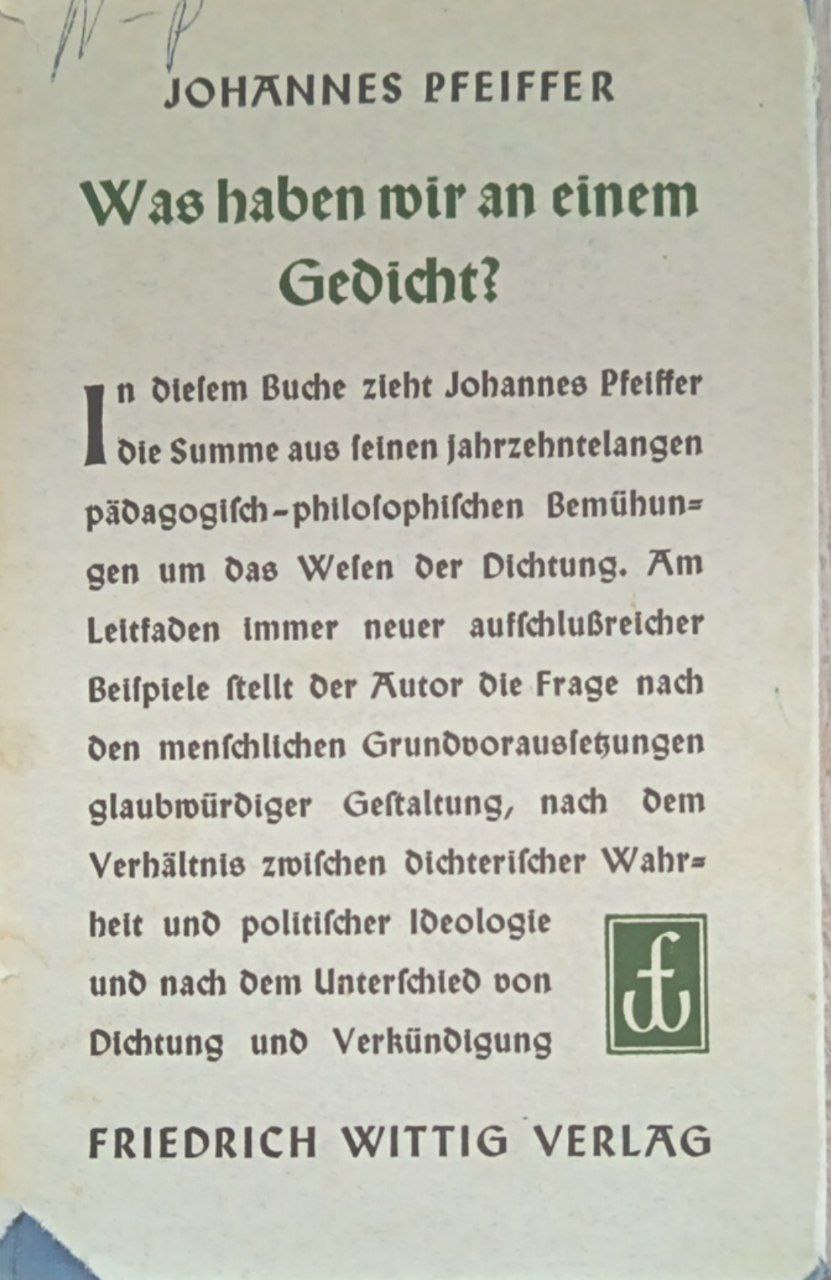 N-P
JOHANNES PFEIFFER
Was haben wir an einem
Gedicht?
In dieſem Buche zieht Johannes Pfeiffer
die Summe aus ſeinen jahrzehntelangen
pädagogiſch-philoſophiſchen Bemühun⸗
gen um das Weſen der Dichtung. Am
Leitfaden immer neuer aufſchlußreicher
Beiſpiele ſtellt der Autor die Frage nach
den menſchlichen Grundvorausſetzungen
glaubwürdiger Geſtaltung, nach dem
Verhältnis zwiſchen dichteriſcher Wahr⸗
heit und politiſcher Ideologie
und nach dem Unterſchied von
Dichtung und Verkündigung
FRIEDRICH WITTIG VERLAG